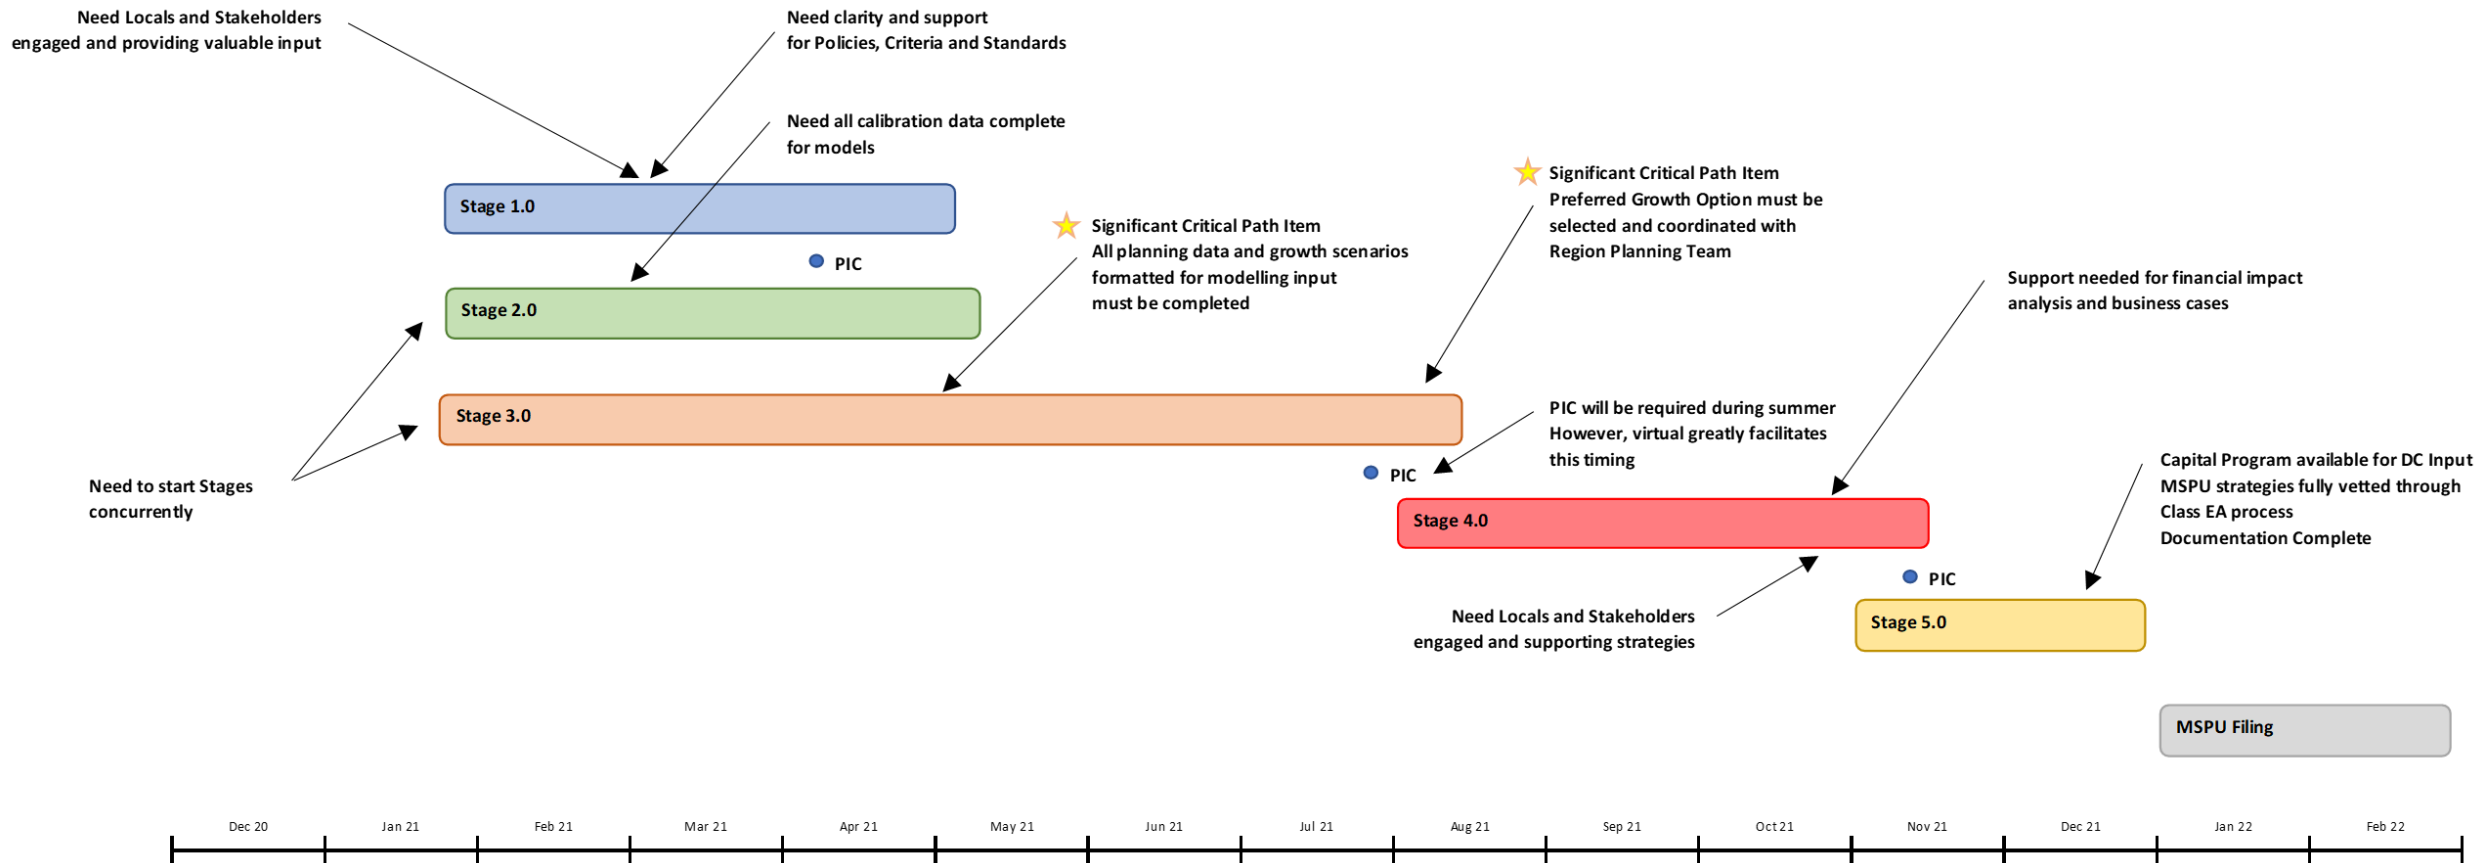 Need Locals and Stakeholders
engaged and providing valuable input
Need clarity and support
for Policies, Criteria and Standards
Need all calibration data complete
for models
Significant Critical Path Item
Preferred Growth Option must be
selected and coordinated with
Region Planning Team
Stage 1.0
Significant Critical Path Item
All planning data and growth scenarios
formatted for modelling input
must be completed
PIC
Support needed for financial impact
analysis and business cases
Stage 2.0
Stage 3.0
PIC will be required during summer
However, virtual greatly facilitates
this timing
PIC
Need to start Stages
concurrently
Capital Program available for DC Input
MSPU strategies fully vetted through
Class EA process
Documentation Complete
Stage 4.0
PIC
Need Locals and Stakeholders
engaged and supporting strategies
Stage 5.0
MSPU Filing
Dec 20 Jan 21 Feb 21 Mar 21 Apr 21 May 21 Jun 21 Jul 21 Aug 21 Sep 21 Oct 21 Nov 21 Dec 21 Jan 22 Feb 22